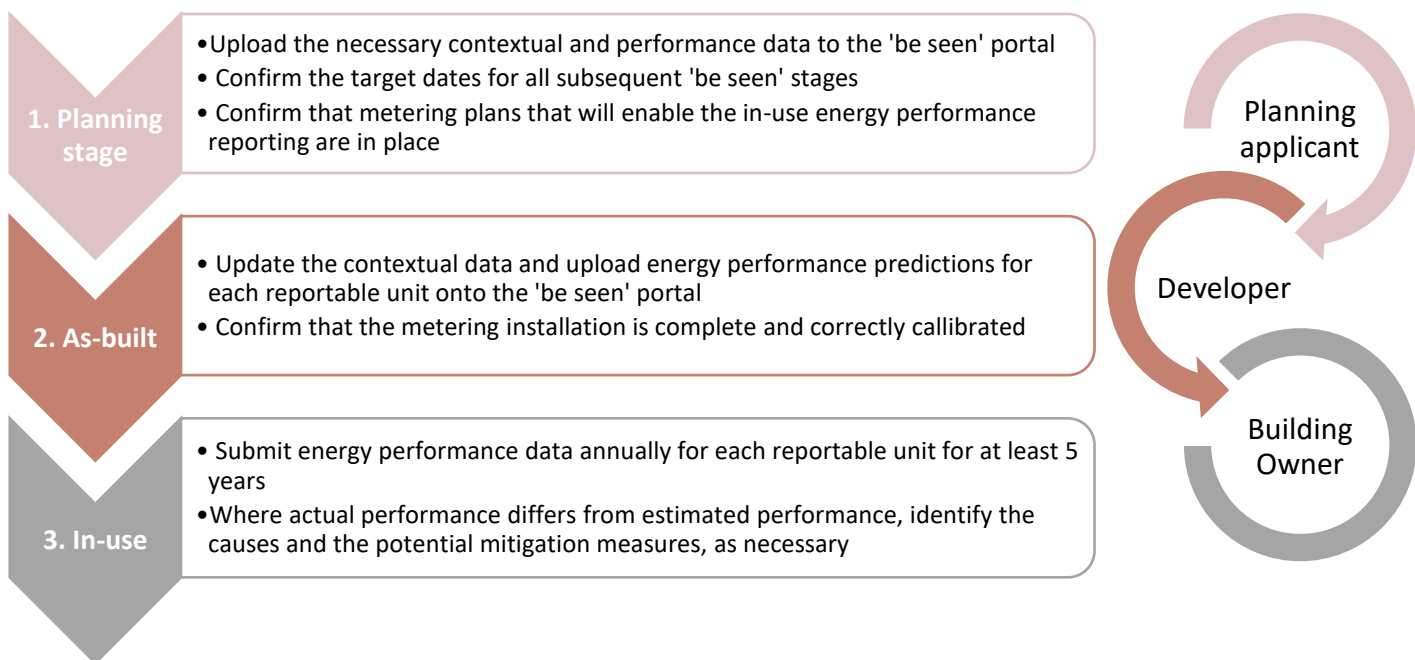 1. Planning
stage
•Upload the necessary contextual and performance data to the 'be seen' portal
• Confirm the target dates for all subsequent 'be seen' stages
• Confirm that metering plans that will enable the in-use energy performance
reporting are in place
Planning
applicant
2. As-built
• Update the contextual data and upload energy performance predictions for
each reportable unit onto the 'be seen' portal
• Confirm that the metering installation is complete and correctly callibrated
Developer
3. In-use
• Submit energy performance data annually for each reportable unit for at least 5
years
•Where actual performance differs from estimated performance, identify the
causes and the potential mitigation measures, as necessary
Building
Owner